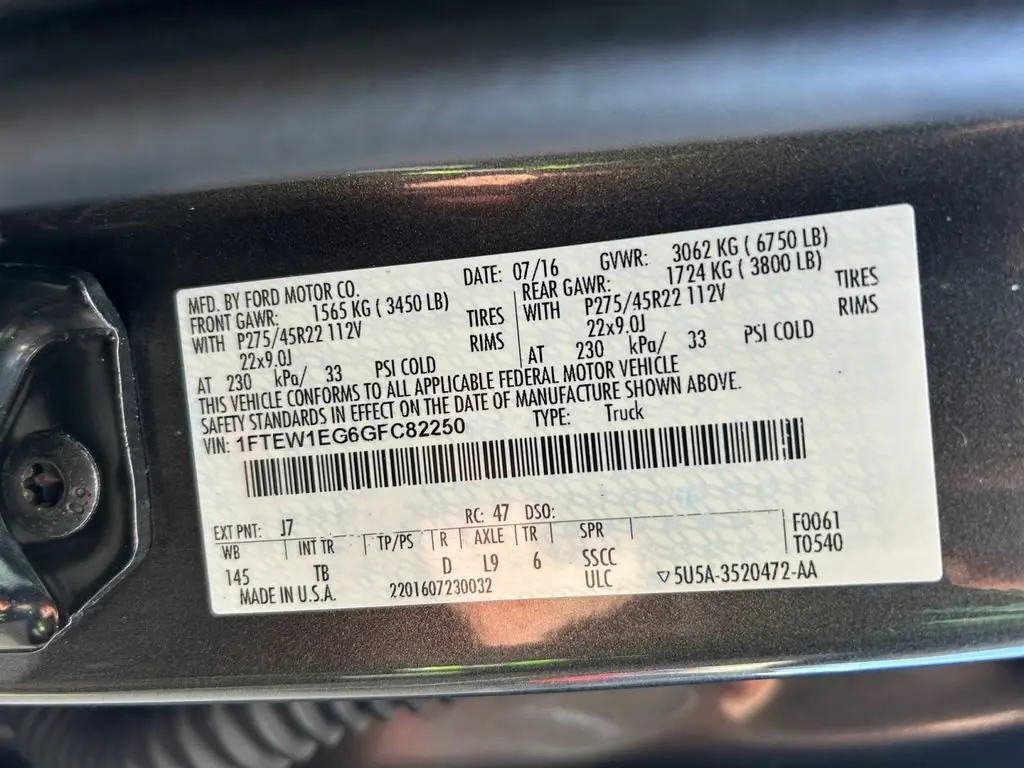 MFD. BY FORD MOTOR CO.
DATE: 07/16
GVWR: 3062 KG ( 6750 LB)
FRONT GAWR: 1565 KG ( 3450 LB)
WITH P275/45R22 112V TIRES
22x9.0J RIMS
AT 230 kPa/ 33 PSI COLD
REAR GAWR: 1724 KG ( 3800 LB)
WITH P275/45R22 112V TIRES
22x9.0J RIMS
AT 230 kPa/ 33 PSI COLD
THIS VEHICLE CONFORMS TO ALL APPLICABLE FEDERAL MOTOR VEHICLE
SAFETY STANDARDS IN EFFECT ON THE DATE OF MANUFACTURE SHOWN ABOVE.
VIN: 1FTEW1EG6GFC82250 TYPE: Truck
EXT PNT: J7 RC: 47 DSO:
WB INT TR TP/PS R AXLE TR SPR F0061
T0540
145 TB D L9 6 SSCC
MADE IN U.S.A. 2201607230032 ULC ▽5U5A-3520472-AA